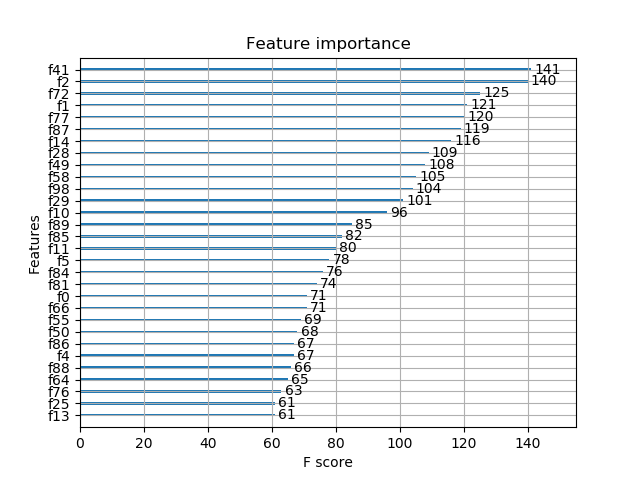 Feature importance
f41 141
f2 140
f72 125
f1 121
f77 120
f87 119
f14 116
f28 109
f49 108
f58 105
f98 104
f29 101
f10 96
f89 85
f85 82
f11 80
f5 78
f84 76
f81 74
f0 71
f66 71
f55 69
f50 68
f86 67
f4 67
f88 66
f64 65
f76 63
f25 61
f13 61
Features
0 20 40 60 80 100 120 140
F score